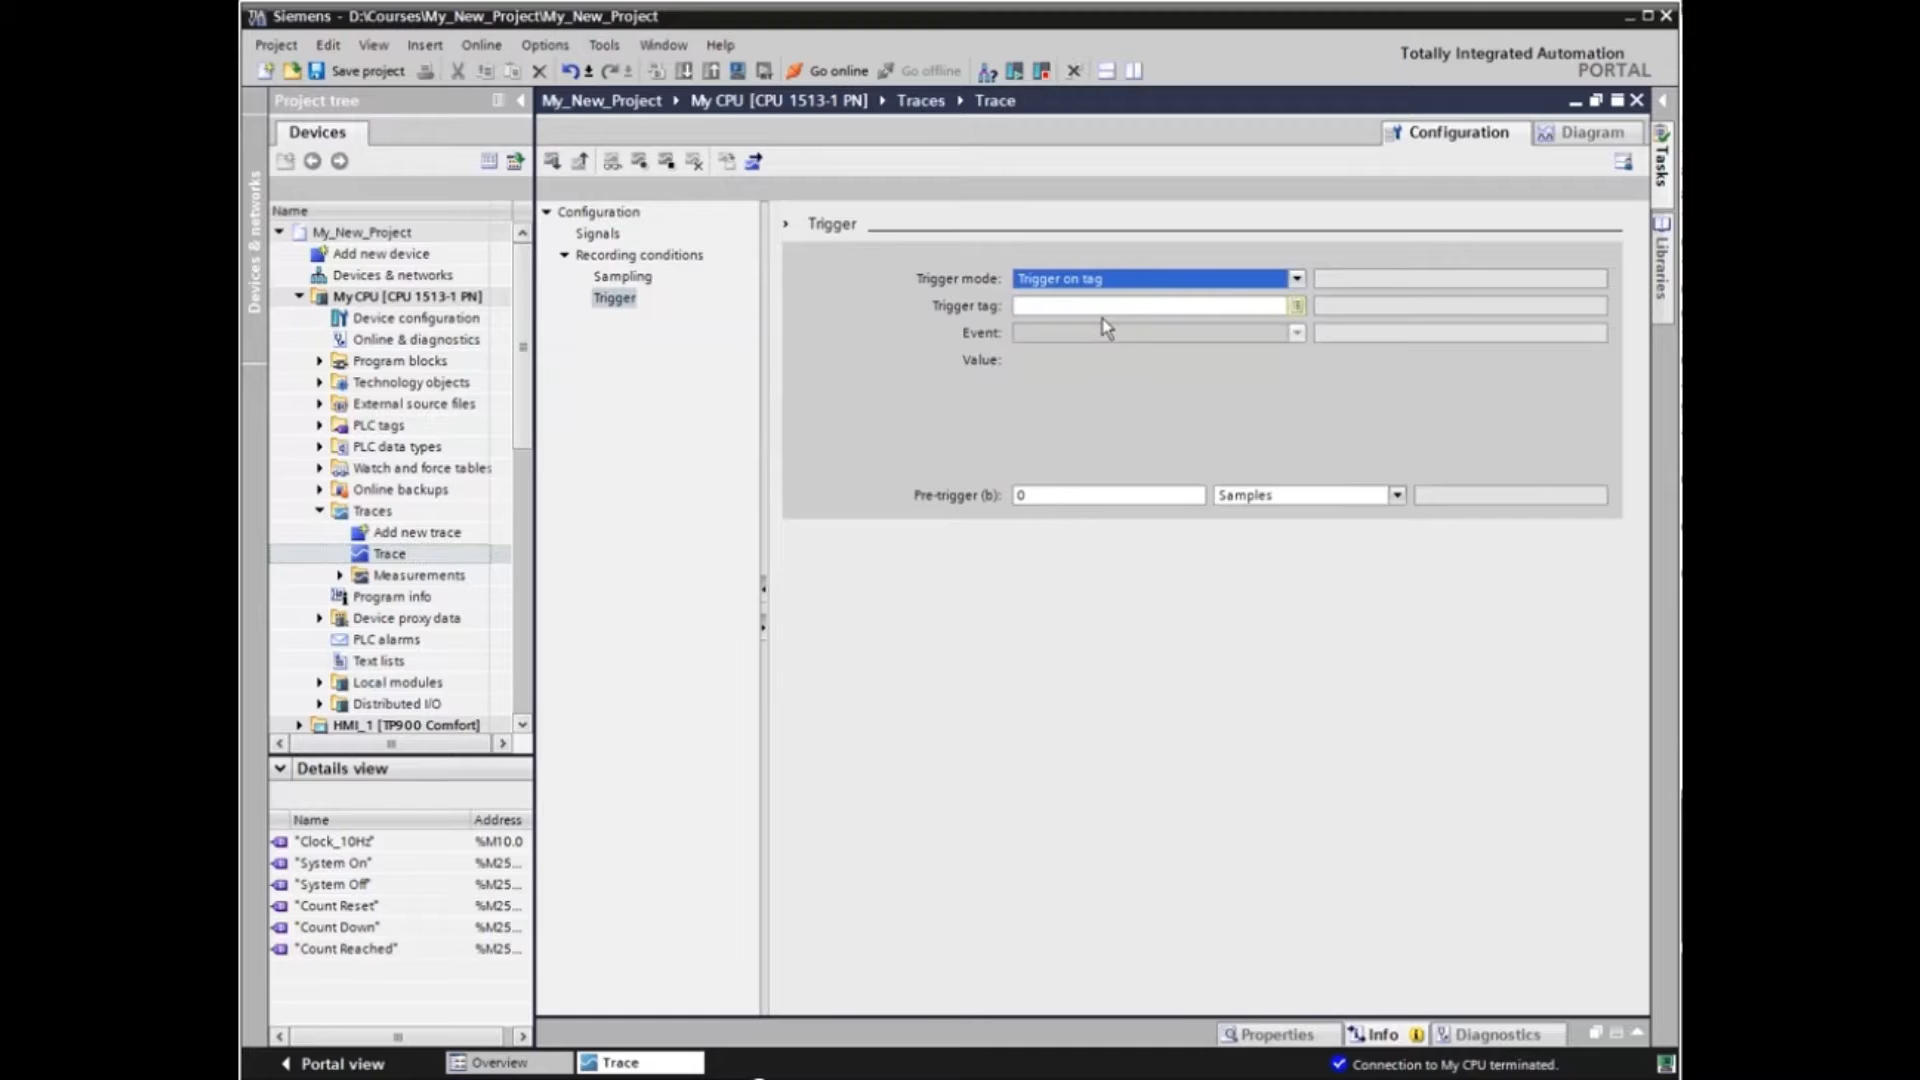 Siemens - D:\Courses\My_New_Project\My_New_Project
Project Edit View Insert Online Options Tools Window Help
Totally Integrated Automation
PORTAL
Save project Go online Go offline
Project tree
My_New_Project ▸ My CPU [CPU 1513-1 PN] ▸ Traces ▸ Trace
Devices
Configuration Diagram
Devices & networks
Tasks
Libraries
Name
My_New_Project
Add new device
Devices & networks
My CPU [CPU 1513-1 PN]
Device configuration
Online & diagnostics
Program blocks
Technology objects
External source files
PLC tags
PLC data types
Watch and force tables
Online backups
Traces
Add new trace
Trace
Measurements
Program info
Device proxy data
PLC alarms
Text lists
Local modules
Distributed I/O
HMI_1 [TP900 Comfort]
Configuration
Signals
Recording conditions
Sampling
Trigger
Trigger
Trigger mode: Trigger on tag
Trigger tag:
Event:
Value:
Pre-trigger (b): 0 Samples
Details view
Name Address
"Clock_10Hz" %M10.0
"System On" %M25...
"System Off" %M25...
"Count Reset" %M25...
"Count Down" %M25...
"Count Reached" %M25...
Properties Info Diagnostics
Portal view Overview Trace
Connection to My CPU terminated.